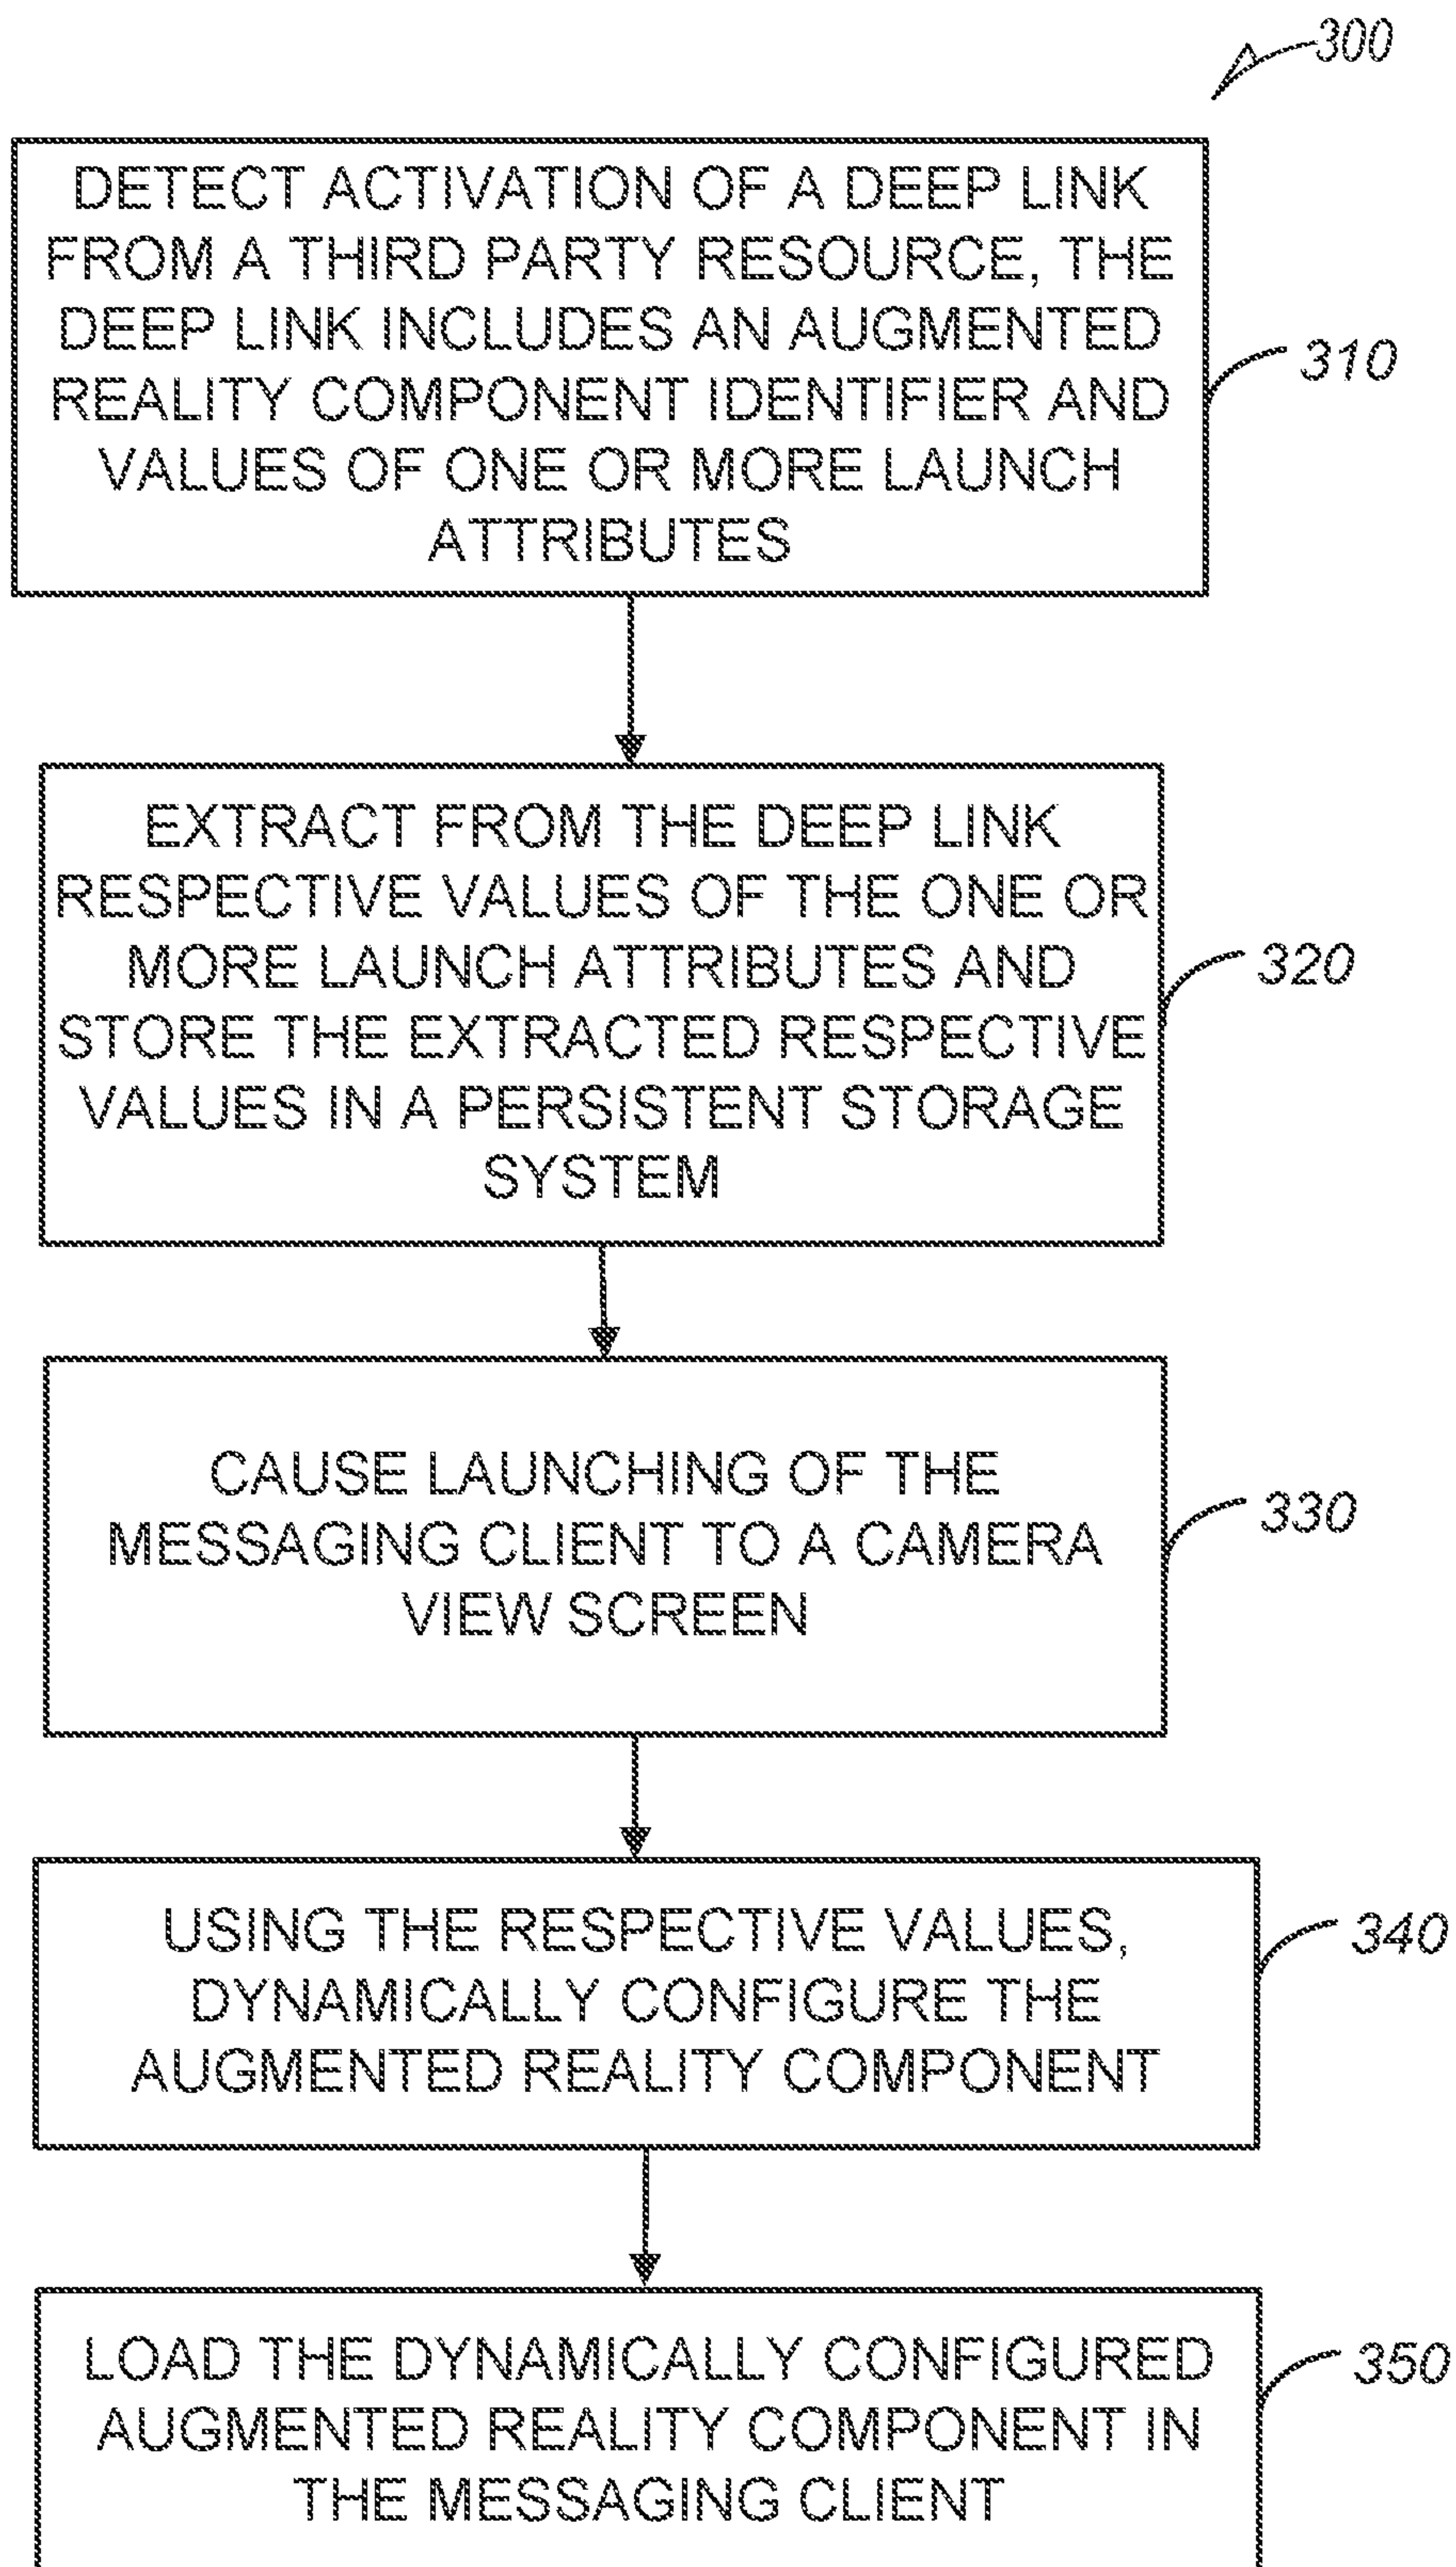 300
DETECT ACTIVATION OF A DEEP LINK
FROM A THIRD PARTY RESOURCE, THE
DEEP LINK INCLUDES AN AUGMENTED
REALITY COMPONENT IDENTIFIER AND
VALUES OF ONE OR MORE LAUNCH
ATTRIBUTES
310
EXTRACT FROM THE DEEP LINK
RESPECTIVE VALUES OF THE ONE OR
MORE LAUNCH ATTRIBUTES AND
STORE THE EXTRACTED RESPECTIVE
VALUES IN A PERSISTENT STORAGE
SYSTEM
320
CAUSE LAUNCHING OF THE
MESSAGING CLIENT TO A CAMERA
VIEW SCREEN
330
USING THE RESPECTIVE VALUES,
DYNAMICALLY CONFIGURE THE
AUGMENTED REALITY COMPONENT
340
LOAD THE DYNAMICALLY CONFIGURED
AUGMENTED REALITY COMPONENT IN
THE MESSAGING CLIENT
350